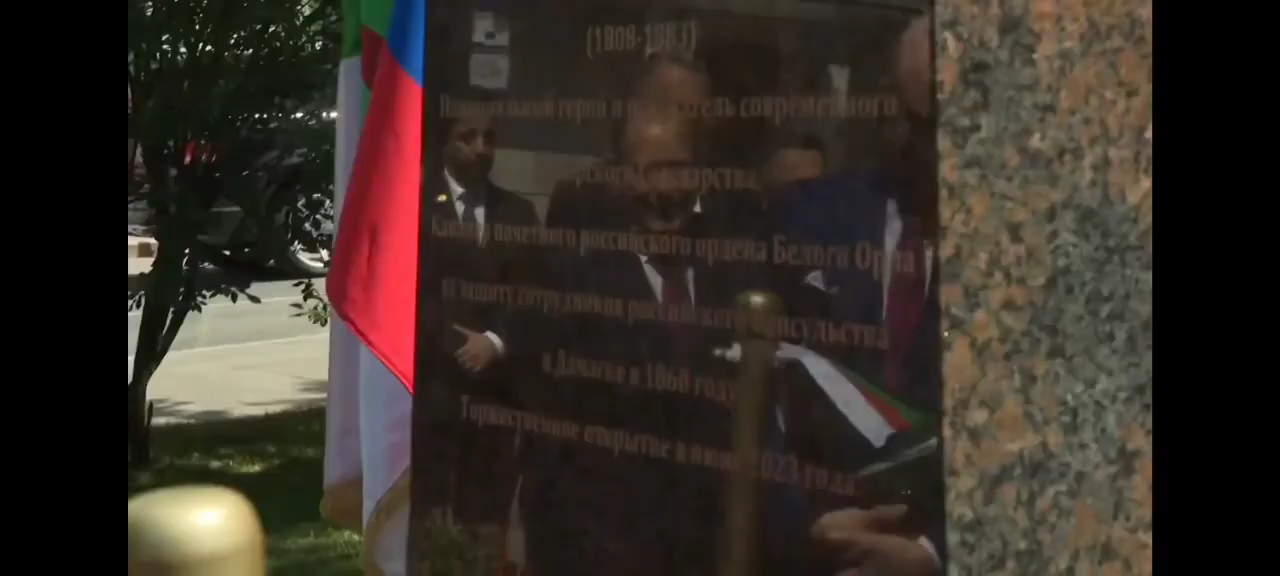 (1808-1883)
Национальный герой и основатель современного
государства
Кавалер почетного российского ордена Белого Орла
за защиту сотрудников российского консульства
в Дамаске в 1860 году
Торжественное открытие в июне 2023 года